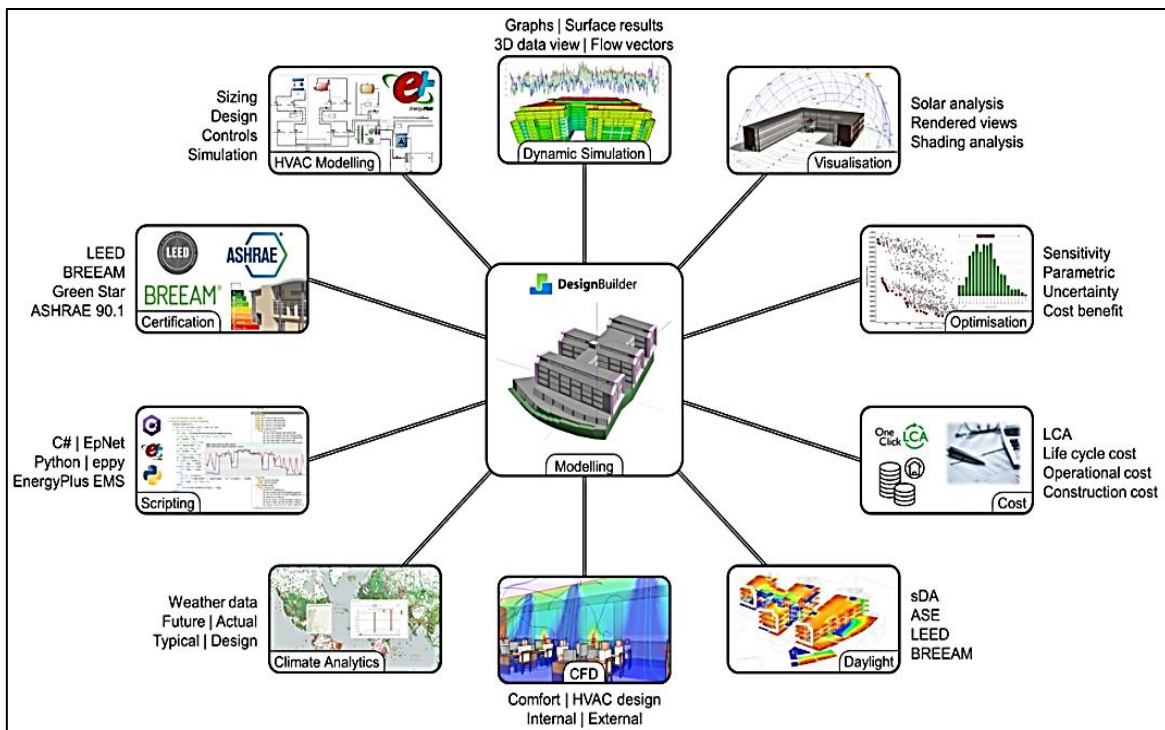 Graphs | Surface results
3D data view | Flow vectors
Dynamic Simulation
Sizing
Design
Controls
Simulation
EnergyPlus
HVAC Modelling
Solar analysis
Rendered views
Shading analysis
Visualisation
LEED
BREEAM
Green Star
ASHRAE 90.1
LEED
ASHRAE
BREEAM®
Certification
DesignBuilder
Modelling
Sensitivity
Parametric
Uncertainty
Cost benefit
Optimisation
C# | EpNet
Python | eppy
EnergyPlus EMS
Scripting
One
Click LCA
Cost
LCA
Life cycle cost
Operational cost
Construction cost
Weather data
Future | Actual
Typical | Design
Climate Analytics
CFD
Comfort | HVAC design
Internal | External
Daylight
sDA
ASE
LEED
BREEAM